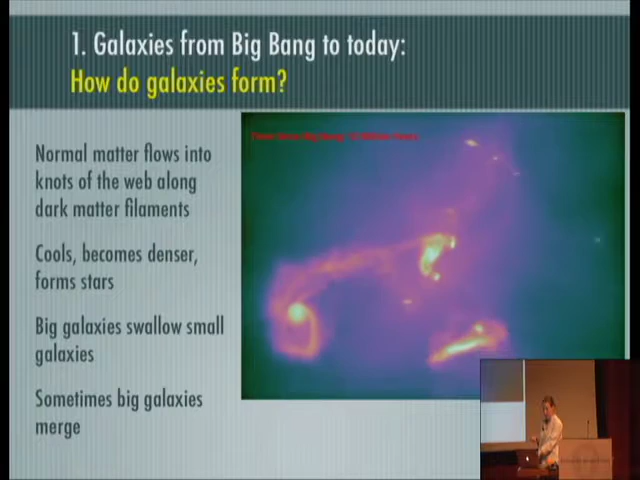 1. Galaxies from Big Bang to today:
How do galaxies form?
Normal matter flows into
knots of the web along
dark matter filaments
Cools, becomes denser,
forms stars
Big galaxies swallow small
galaxies
Sometimes big galaxies
merge